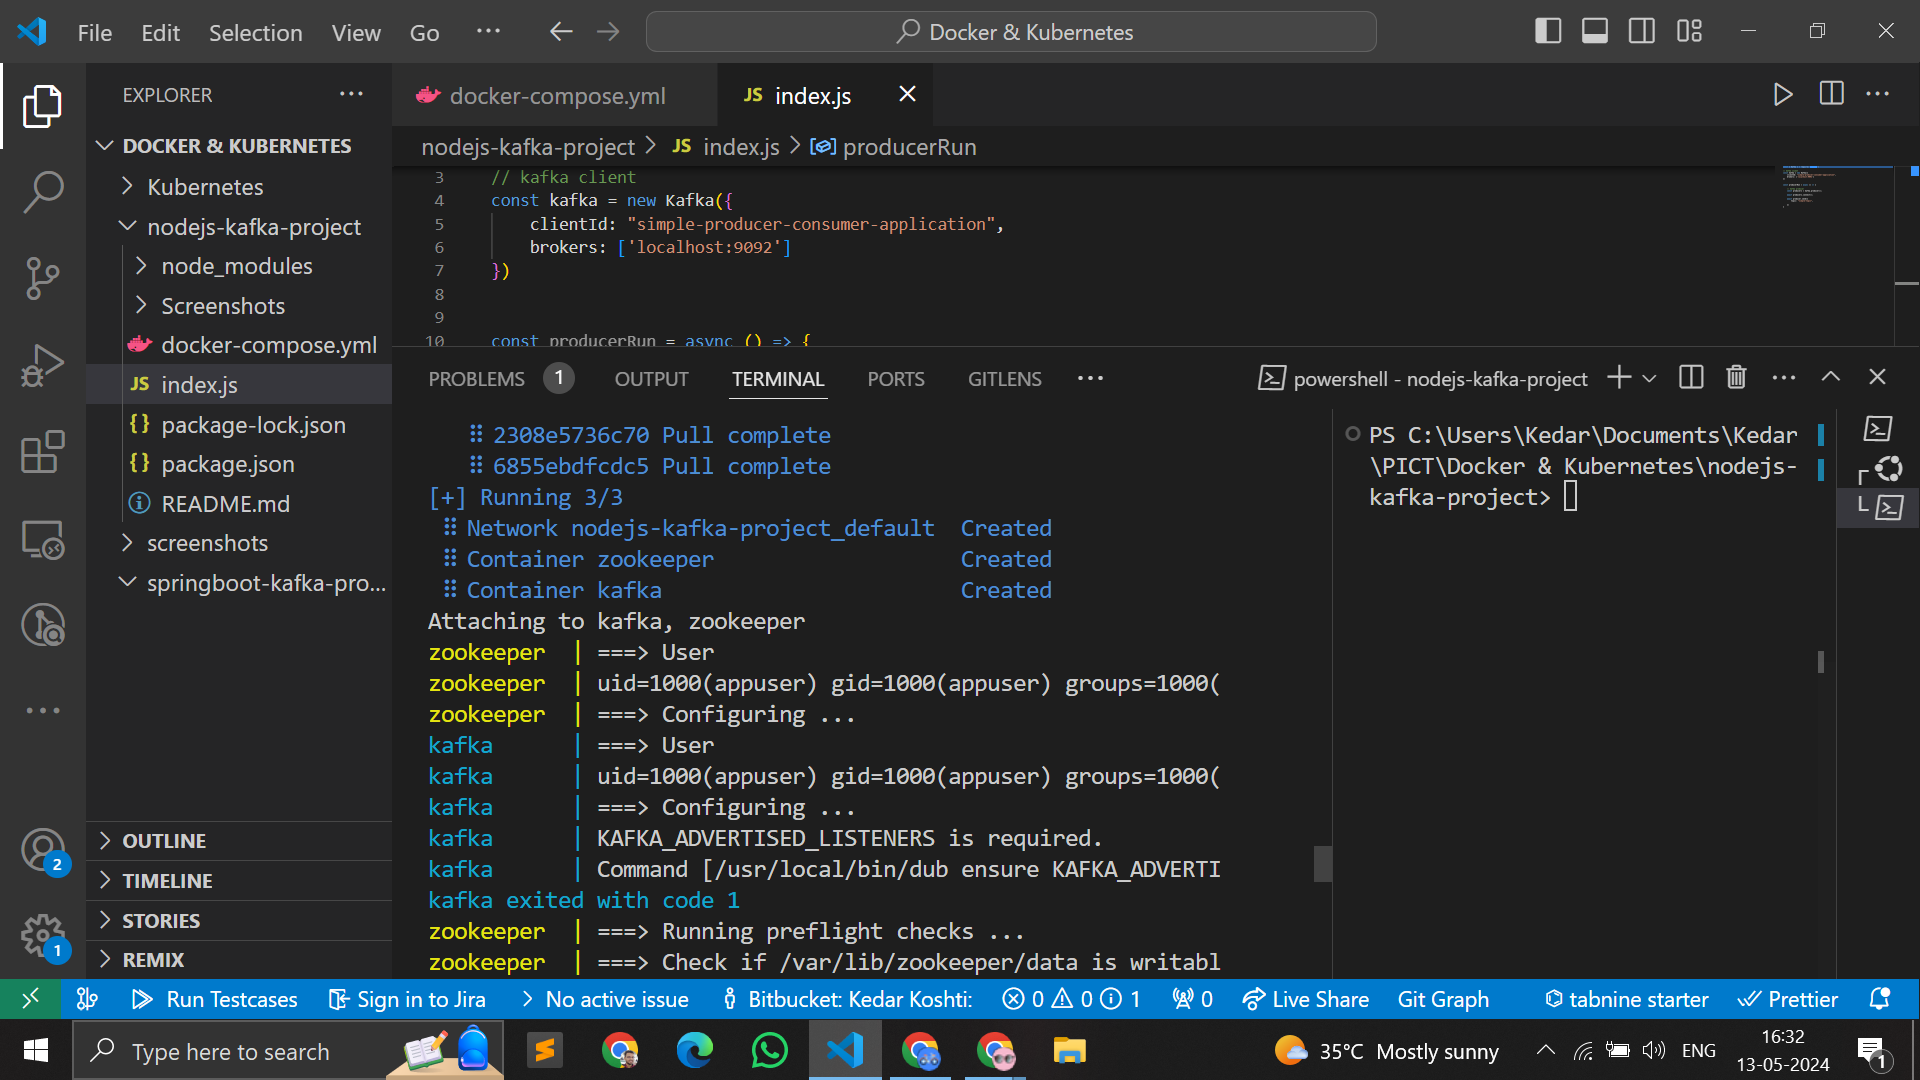 File Edit Selection View Go ...
Docker & Kubernetes
EXPLORER ...
DOCKER & KUBERNETES
Kubernetes
nodejs-kafka-project
node_modules
Screenshots
docker-compose.yml
JS index.js
{} package-lock.json
{} package.json
README.md
screenshots
springboot-kafka-pro...
OUTLINE
TIMELINE
STORIES
REMIX
2
1
docker-compose.yml
JS index.js
nodejs-kafka-project > JS index.js > producerRun
3 // kafka client
4 const kafka = new Kafka({
5 clientId: "simple-producer-consumer-application",
6 brokers: ['localhost:9092']
7 })
8
9
10 const producerRun = async () => {
PROBLEMS 1 OUTPUT TERMINAL PORTS GITLENS ...
powershell - nodejs-kafka-project
2308e5736c70 Pull complete
6855ebdfcdc5 Pull complete
[+] Running 3/3
Network nodejs-kafka-project_default Created
Container zookeeper Created
Container kafka Created
Attaching to kafka, zookeeper
zookeeper | ===> User
zookeeper | uid=1000(appuser) gid=1000(appuser) groups=1000(
zookeeper | ===> Configuring ...
kafka | ===> User
kafka | uid=1000(appuser) gid=1000(appuser) groups=1000(
kafka | ===> Configuring ...
kafka | KAFKA_ADVERTISED_LISTENERS is required.
kafka | Command [/usr/local/bin/dub ensure KAFKA_ADVERTI
kafka exited with code 1
zookeeper | ===> Running preflight checks ...
zookeeper | ===> Check if /var/lib/zookeeper/data is writabl
PS C:\Users\Kedar\Documents\Kedar
\PICT\Docker & Kubernetes\nodejs-
kafka-project>
Run Testcases Sign in to Jira No active issue Bitbucket: Kedar Koshti: 0 0 1 0 Live Share Git Graph tabnine starter Prettier
Type here to search
35°C Mostly sunny
ENG
16:32
13-05-2024
1